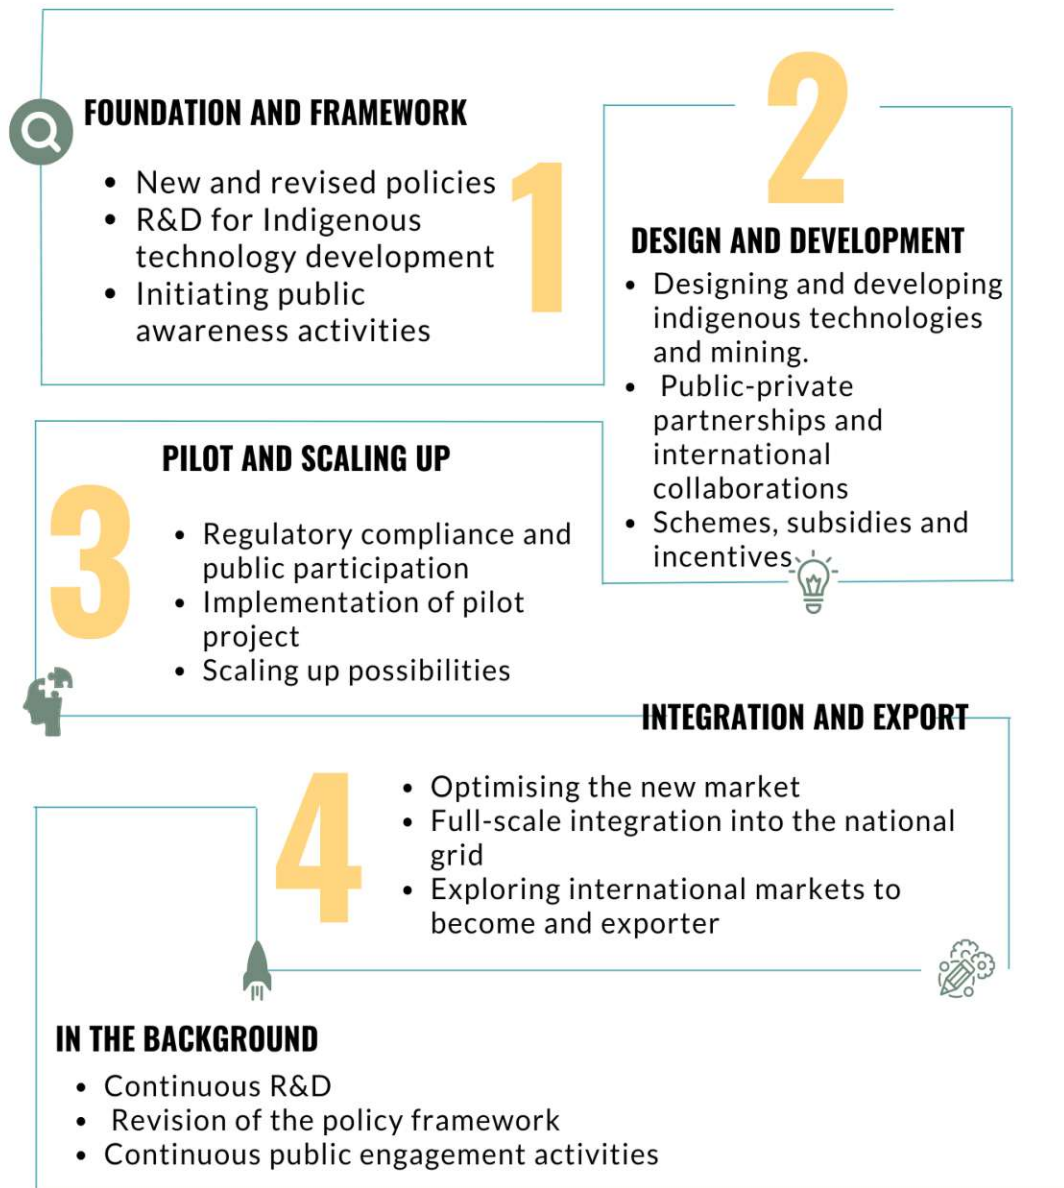 FOUNDATION AND FRAMEWORK
1
• New and revised policies
• R&D for Indigenous
technology development
• Initiating public
awareness activities
2
DESIGN AND DEVELOPMENT
• Designing and developing
indigenous technologies
and mining.
• Public-private
partnerships and
international
collaborations
• Schemes, subsidies and
incentives
3
PILOT AND SCALING UP
• Regulatory compliance and
public participation
• Implementation of pilot
project
• Scaling up possibilities
4
INTEGRATION AND EXPORT
• Optimising the new market
• Full-scale integration into the national
grid
• Exploring international markets to
become and exporter
IN THE BACKGROUND
• Continuous R&D
• Revision of the policy framework
• Continuous public engagement activities